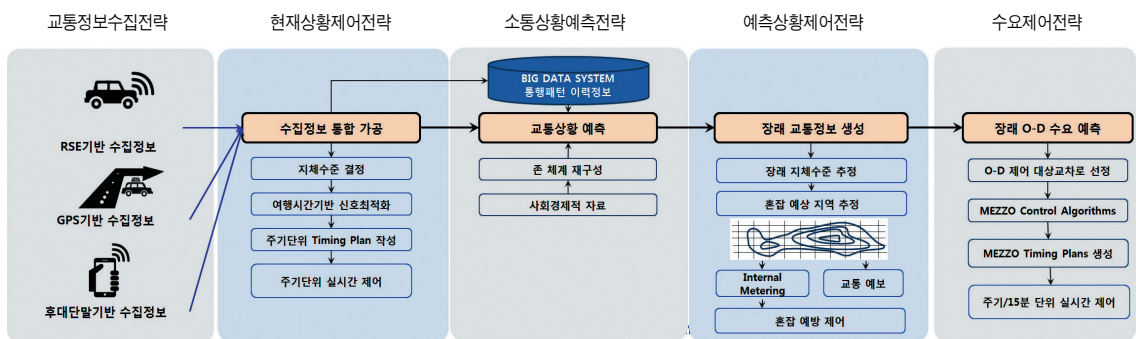 교통정보수집전략
현재상황제어전략
소통상황예측전략
예측상황제어전략
수요제어전략
RSE기반 수집정보
GPS기반 수집정보
후대단말기반 수집정보
수집정보 통합 가공
지체수준 결정
여행시간기반 신호최적화
주기단위 Timing Plan 작성
주기단위 실시간 제어
BIG DATA SYSTEM
통행패턴 이력정보
교통상황 예측
존 체계 재구성
사회경제적 자료
장래 교통정보 생성
장래 지체수준 추정
혼잡 예상 지역 추정
Internal
Metering
교통 예보
혼잡 예방 제어
장래 O-D 수요 예측
O-D 제어 대상교차로 선정
MEZZO Control Algorithms
MEZZO Timing Plans 생성
주기/15분 단위 실시간 제어